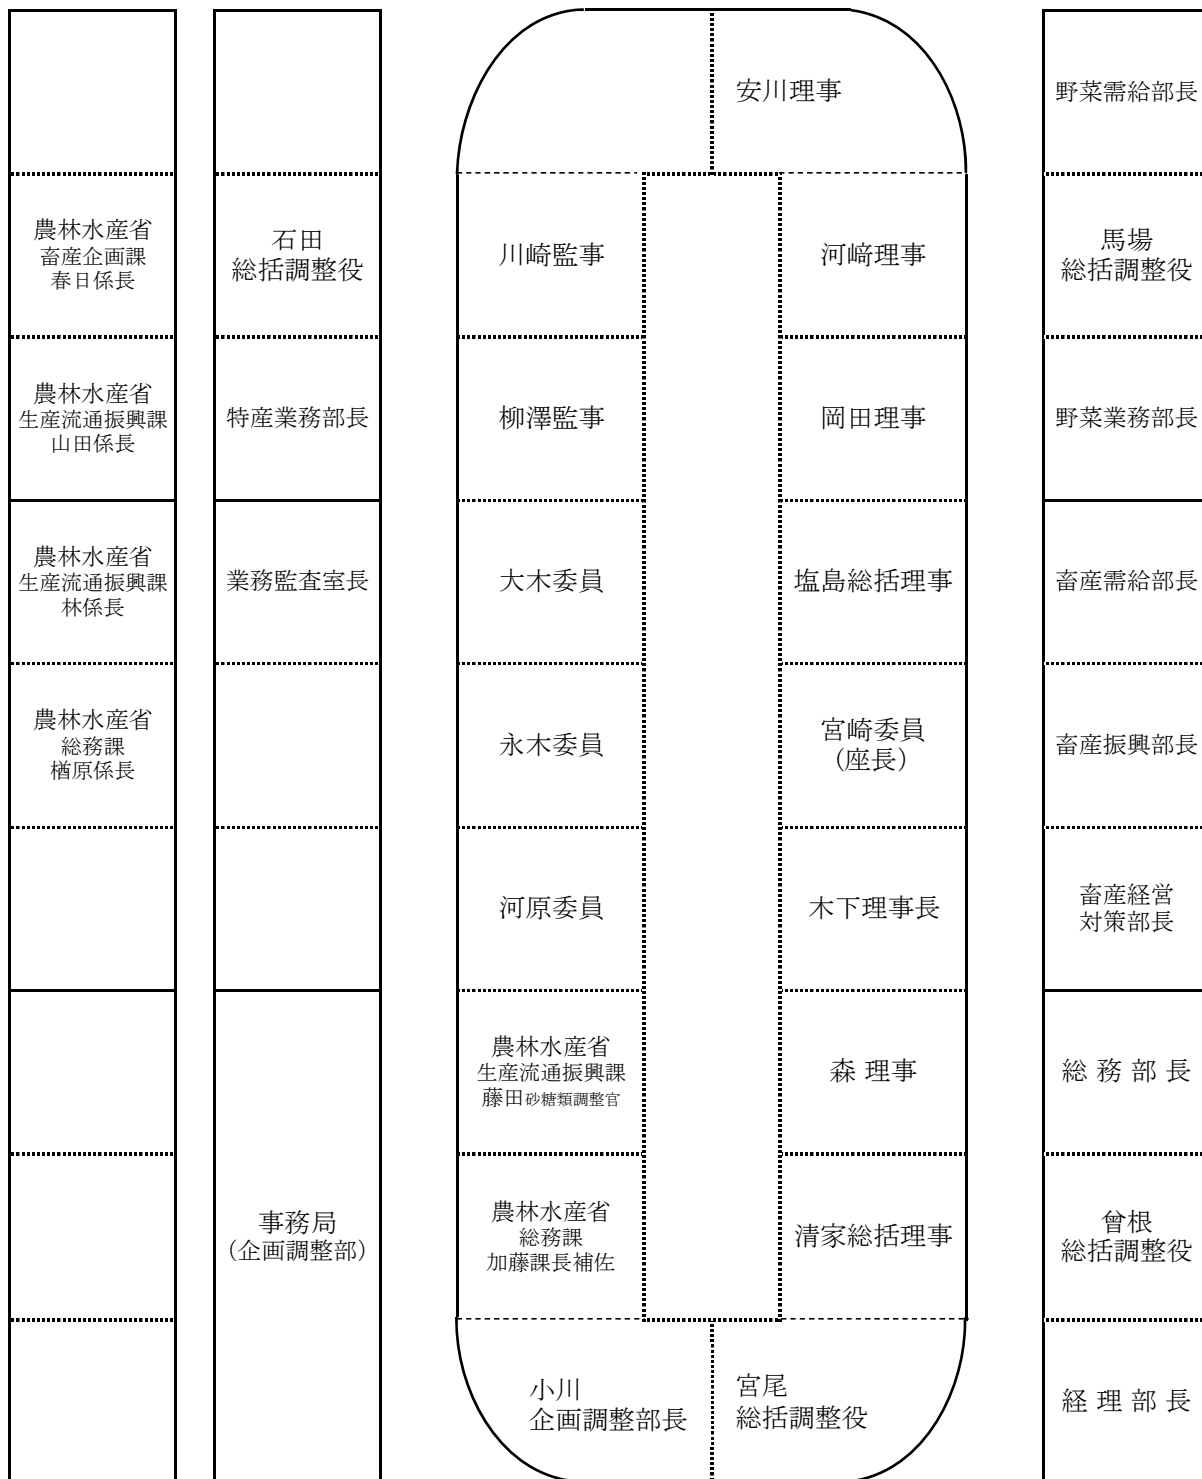 安川理事
野菜需給部長
農林水産省
畜産企画課
春日係長
石田
総括調整役
川崎監事
河﨑理事
馬場
総括調整役
農林水産省
生産流通振興課
山田係長
特産業務部長
柳澤監事
岡田理事
野菜業務部長
農林水産省
生産流通振興課
林係長
業務監査室長
大木委員
塩島総括理事
畜産需給部長
農林水産省
総務課
楢原係長
永木委員
宮崎委員
（座長）
畜産振興部長
河原委員
木下理事長
畜産経営
対策部長
農林水産省
生産流通振興課
藤田砂糖類調整官
森 理事
総 務 部 長
事務局
（企画調整部）
農林水産省
総務課
加藤課長補佐
清家総括理事
曾根
総括調整役
小川
企画調整部長
宮尾
総括調整役
経 理 部 長